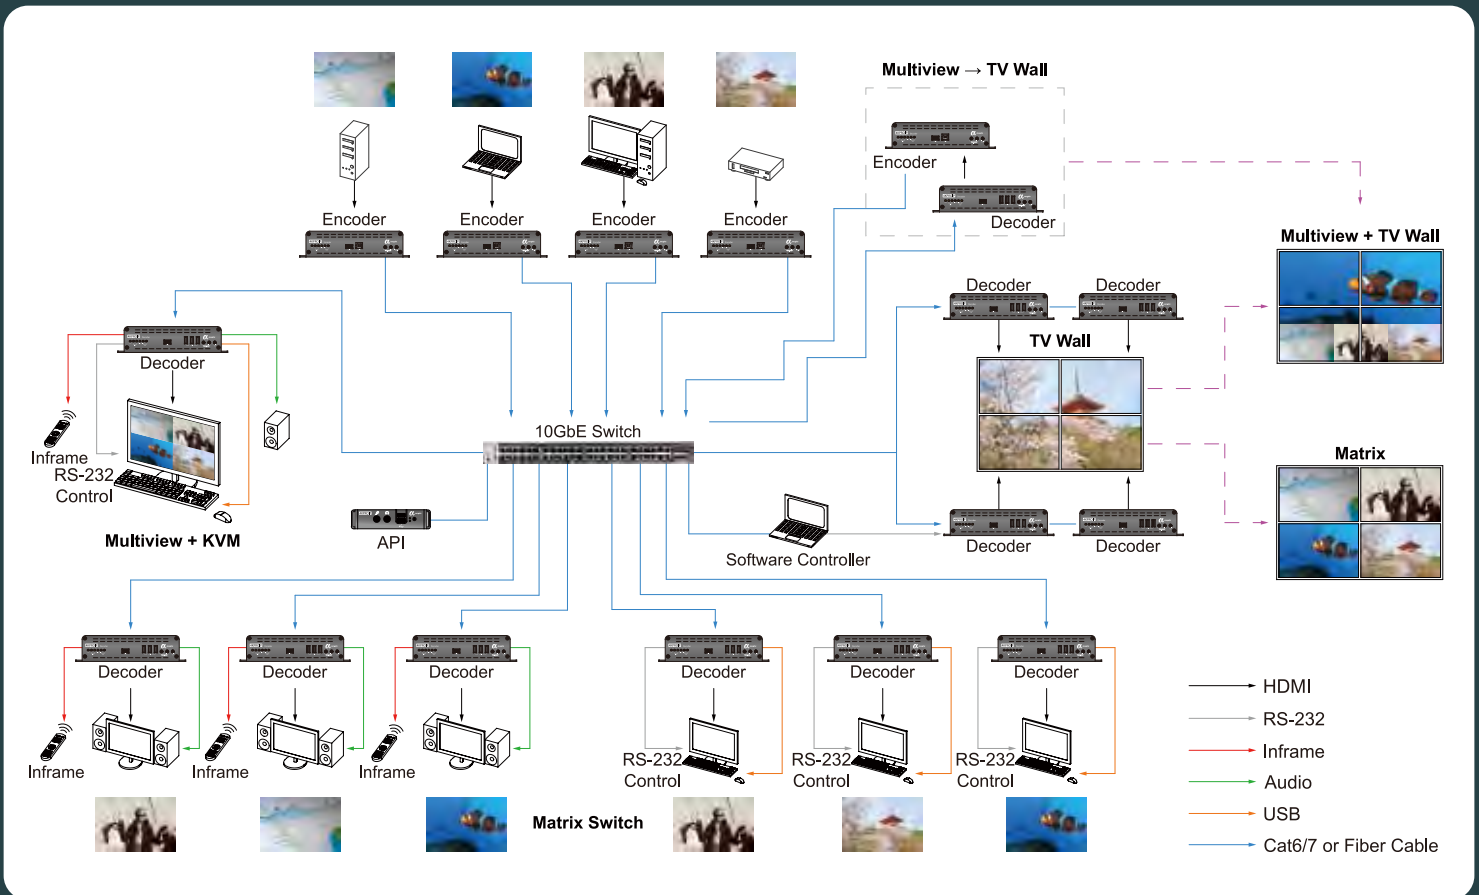 Multiview → TV Wall
Encoder
Decoder
Encoder
Encoder
Encoder
Encoder
Multiview + TV Wall
Decoder
Decoder
TV Wall
Decoder
Inframe
RS-232
Control
Multiview + KVM
10GbE Switch
API
Software Controller
Decoder
Decoder
Matrix
Decoder
Decoder
Decoder
Decoder
Decoder
Decoder
Inframe
Inframe
Inframe
RS-232
Control
RS-232
Control
RS-232
Control
Matrix Switch
HDMI
RS-232
Inframe
Audio
USB
Cat6/7 or Fiber Cable